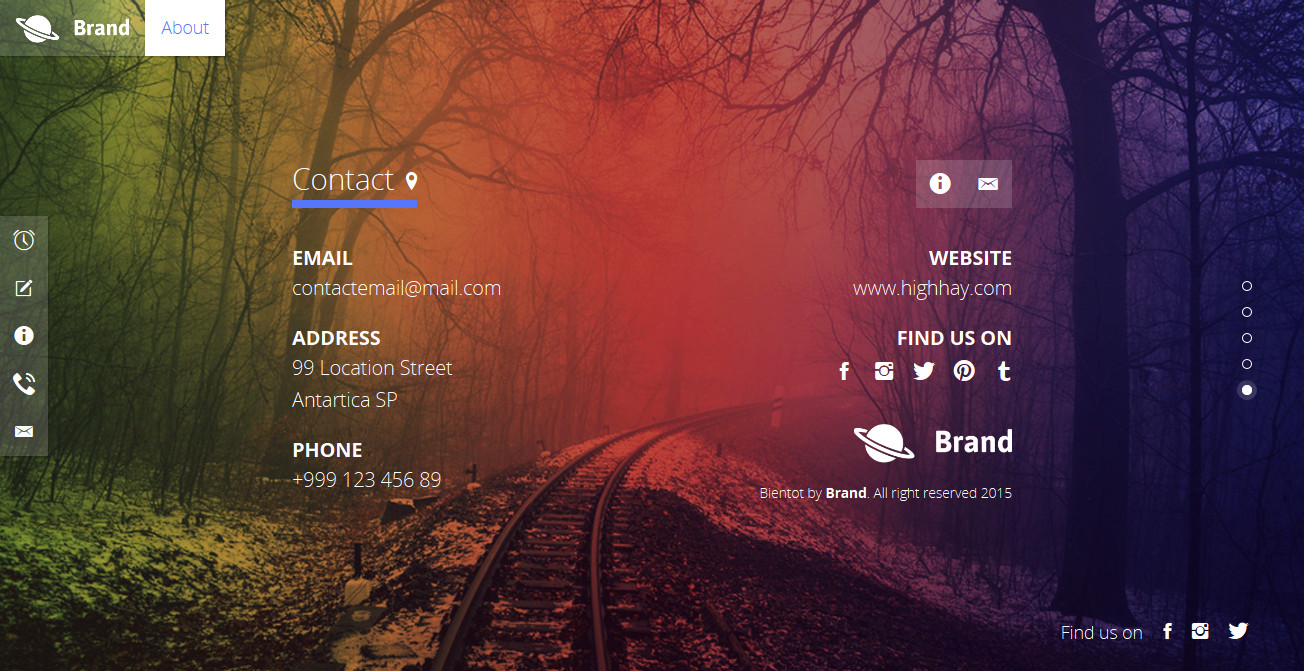 Brand
About
Contact
EMAIL
contactemail@mail.com
ADDRESS
99 Location Street
Antartica SP
PHONE
+999 123 456 89
WEBSITE
www.highhay.com
FIND US ON
Brand
Bientot by Brand. All right reserved 2015
Find us on